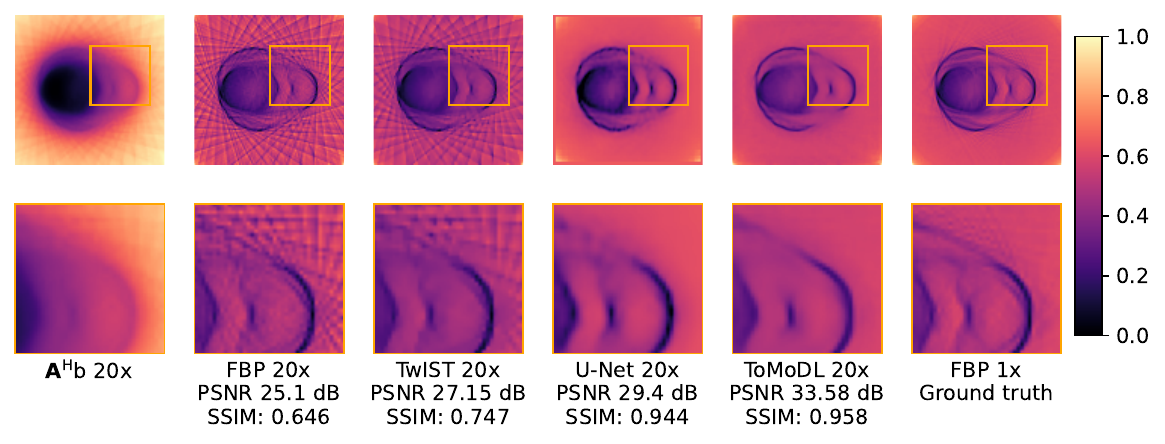 1.0
0.8
0.6
0.4
0.2
0.0
Aᴴb 20x
FBP 20x
PSNR 25.1 dB
SSIM: 0.646
TwIST 20x
PSNR 27.15 dB
SSIM: 0.747
U-Net 20x
PSNR 29.4 dB
SSIM: 0.944
ToMoDL 20x
PSNR 33.58 dB
SSIM: 0.958
FBP 1x
Ground truth